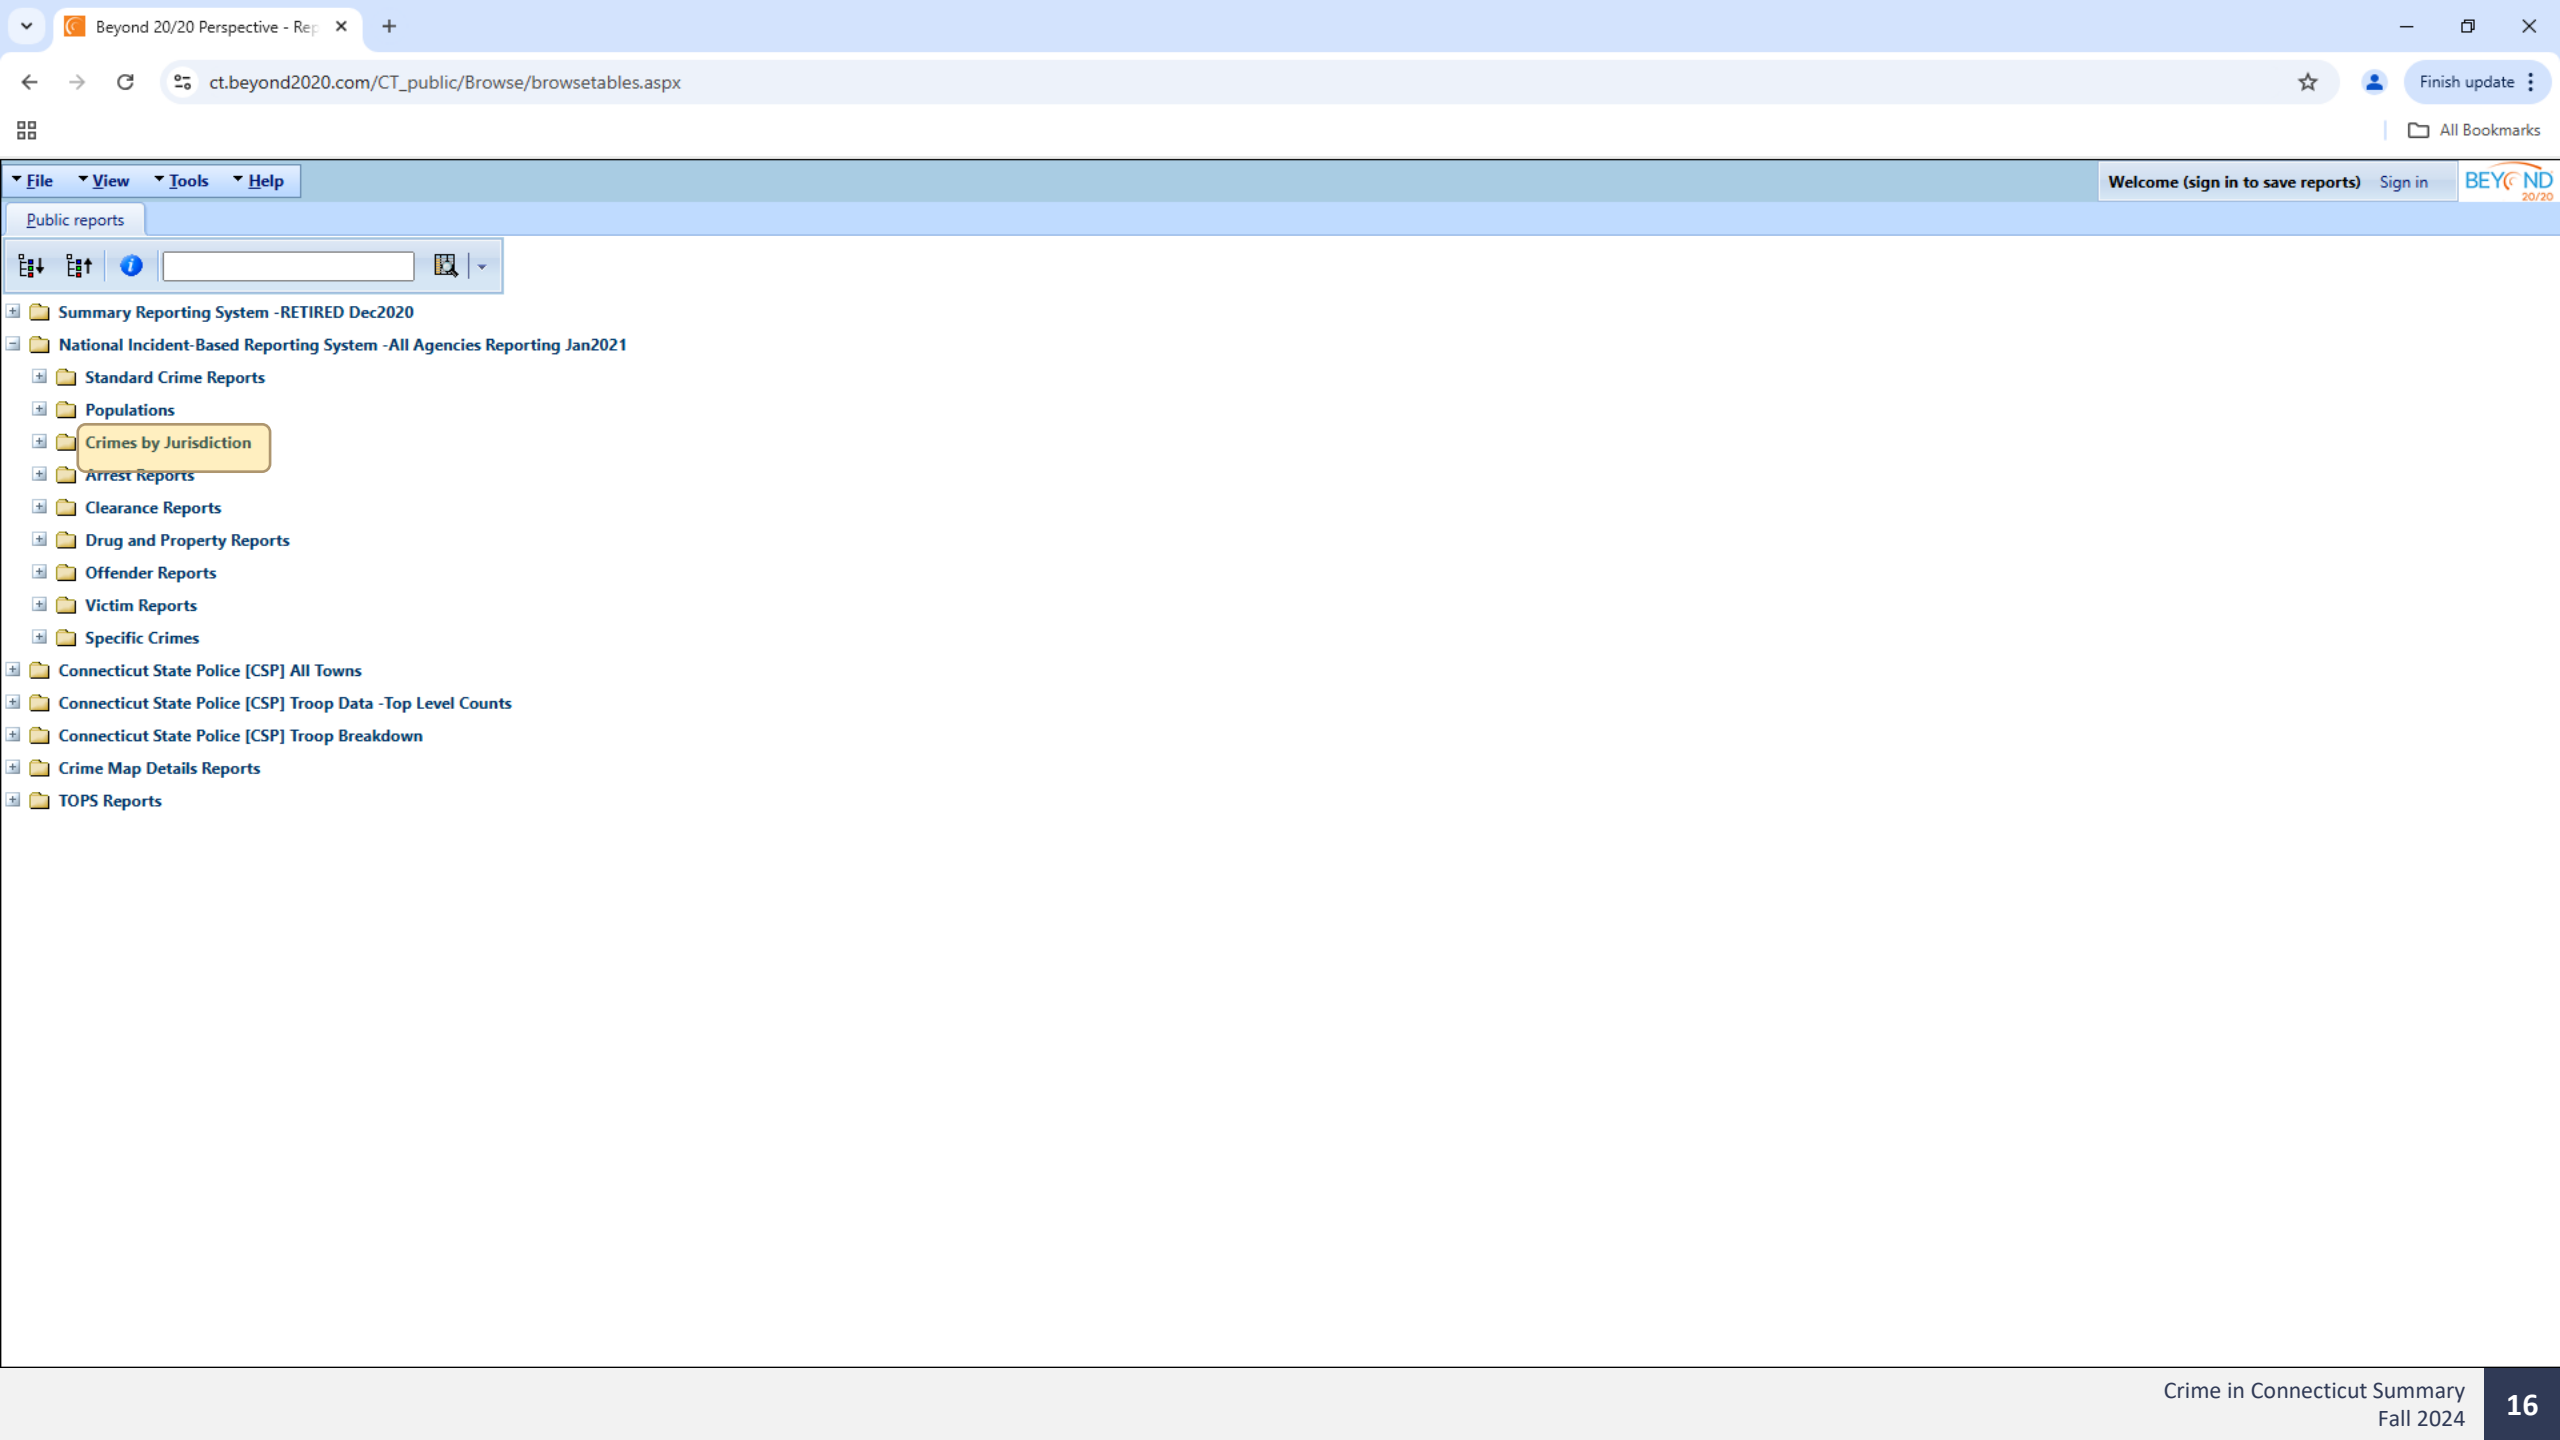 Beyond 20/20 Perspective - Rep
ct.beyond2020.com/CT_public/Browse/browsetables.aspx
Finish update
All Bookmarks
File View Tools Help
Welcome (sign in to save reports) Sign in
BEYOND
20/20
Public reports
Summary Reporting System -RETIRED Dec2020
National Incident-Based Reporting System -All Agencies Reporting Jan2021
Standard Crime Reports
Populations
Crimes by Jurisdiction
Arrest Reports
Clearance Reports
Drug and Property Reports
Offender Reports
Victim Reports
Specific Crimes
Connecticut State Police [CSP] All Towns
Connecticut State Police [CSP] Troop Data -Top Level Counts
Connecticut State Police [CSP] Troop Breakdown
Crime Map Details Reports
TOPS Reports
Crime in Connecticut Summary
Fall 2024
16